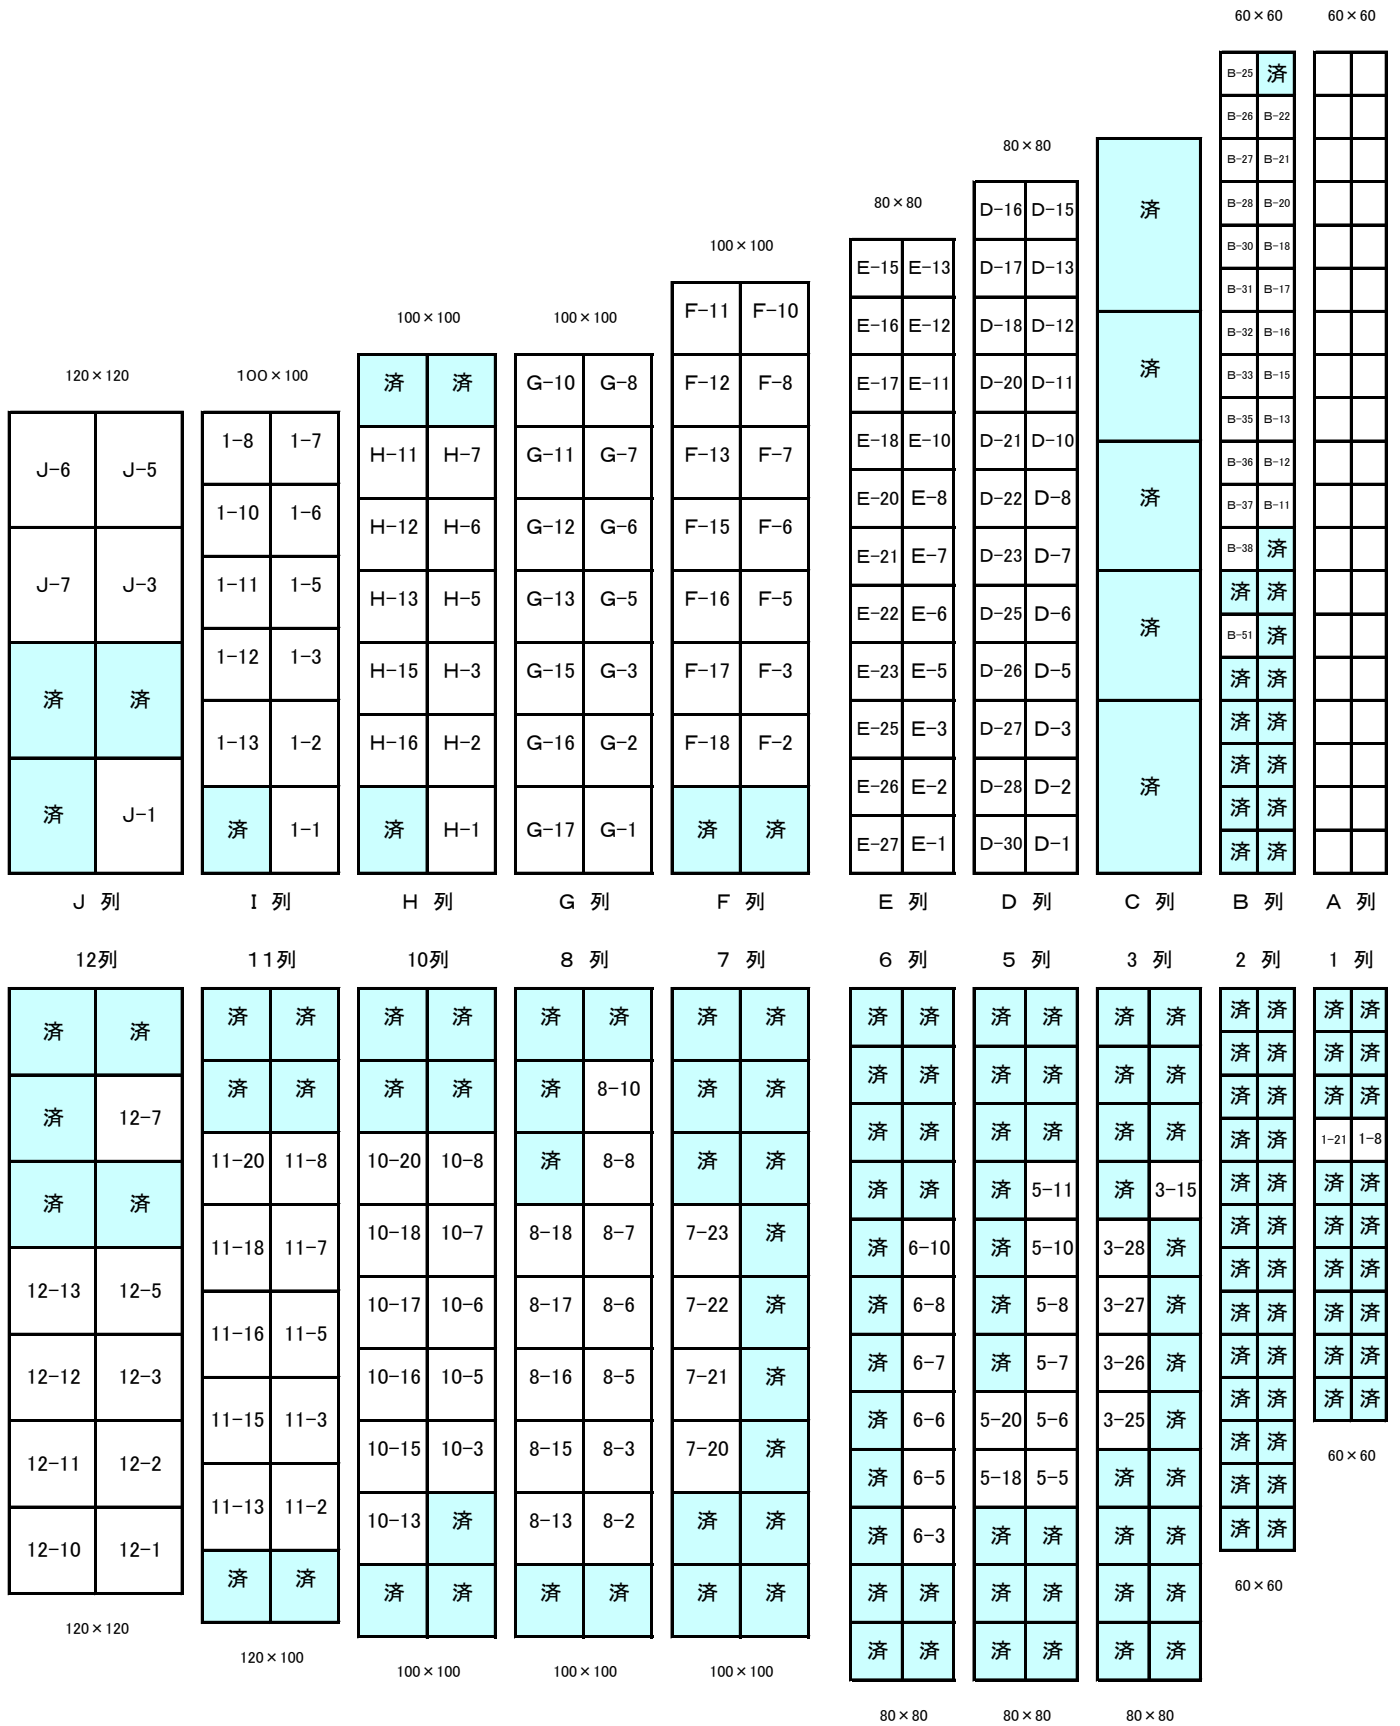 60×60 60×60
B-25 済
B-26 B-22
80×80
B-27 B-21
80×80
D-16 D-15 済 B-28 B-20
100×100
E-15 E-13 D-17 D-13 B-30 B-18
B-31 B-17
100×100 100×100
F-11 F-10 E-16 E-12 D-18 D-12 B-32 B-16
120×120 1OO×100
済 済 G-10 G-8 F-12 F-8 E-17 E-11 D-20 D-11 済 B-33 B-15
B-35 B-13
1-8 1-7 E-18 E-10 D-21 D-10
J-6 J-5 H-11 H-7 G-11 G-7 F-13 F-7 B-36 B-12
1-10 1-6 E-20 E-8 D-22 D-8 済 B-37 B-11
H-12 H-6 G-12 G-6 F-15 F-6
B-38 済
J-7 J-3 1-11 1-5 E-21 E-7 D-23 D-7
済 済
H-13 H-5 G-13 G-5 F-16 F-5 E-22 E-6 D-25 D-6
済 B-51 済
1-12 1-3
H-15 H-3 G-15 G-3 F-17 F-3 E-23 E-5 D-26 D-5 済 済
済 済
1-13 1-2 H-16 H-2 G-16 G-2 F-18 F-2 E-25 E-3 D-27 D-3 済 済
済 済
E-26 E-2 D-28 D-2 済
済 済
済 J-1
済 1-1 済 H-1 G-17 G-1 済 済 E-27 E-1 D-30 D-1 済 済
J 列 I 列 H 列 G 列 F 列 E 列 D 列 C 列 B 列 A 列
12列 11列 10列 8 列 7 列 6 列 5 列 3 列 2 列 1 列
済 済 済 済 済 済 済 済 済 済 済 済 済 済 済 済 済 済 済 済
済 済 済 済
済 済 済 済 済 8-10 済 済 済 済 済 済 済 済 済 済 済 済
済 12-7
済 済 1-21 1-8
11-20 11-8 10-20 10-8 済 8-8 済 済 済 済 済 済 済 済
済 済 済 済 済 5-11 済 3-15 済 済 済 済
11-18 11-7 10-18 10-7 8-18 8-7 7-23 済 済 6-10 済 5-10 3-28 済 済 済 済 済
済 済 済 済
12-13 12-5 10-17 10-6 8-17 8-6 7-22 済 済 6-8 済 5-8 3-27 済 済 済 済 済
11-16 11-5
12-12 12-3 10-16 10-5 8-16 8-5 7-21 済 済 6-7 済 5-7 3-26 済 済 済 済 済
11-15 11-3 済 6-6 5-20 5-6 3-25 済 済 済 済 済
10-15 10-3 8-15 8-3 7-20 済 済 済
60×60
12-11 12-2 済 6-5 5-18 5-5 済 済 済 済
11-13 11-2 10-13 済 8-13 8-2 済 済 済 6-3 済 済 済 済 済 済
12-10 12-1
60×60
済 済 済 済 済 済 済 済 済 済 済 済 済 済
120×120
済 済 済 済 済 済
120×100
100×100 100×100 100×100
80×80 80×80 80×80